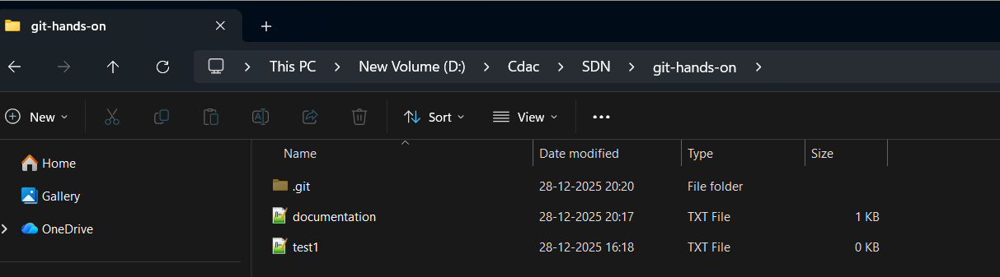 git-hands-on
This PC New Volume (D:) Cdac SDN git-hands-on
New Sort View
Name Date modified Type Size
Home
Gallery
OneDrive
.git 28-12-2025 20:20 File folder
documentation 28-12-2025 20:17 TXT File 1 KB
test1 28-12-2025 16:18 TXT File 0 KB